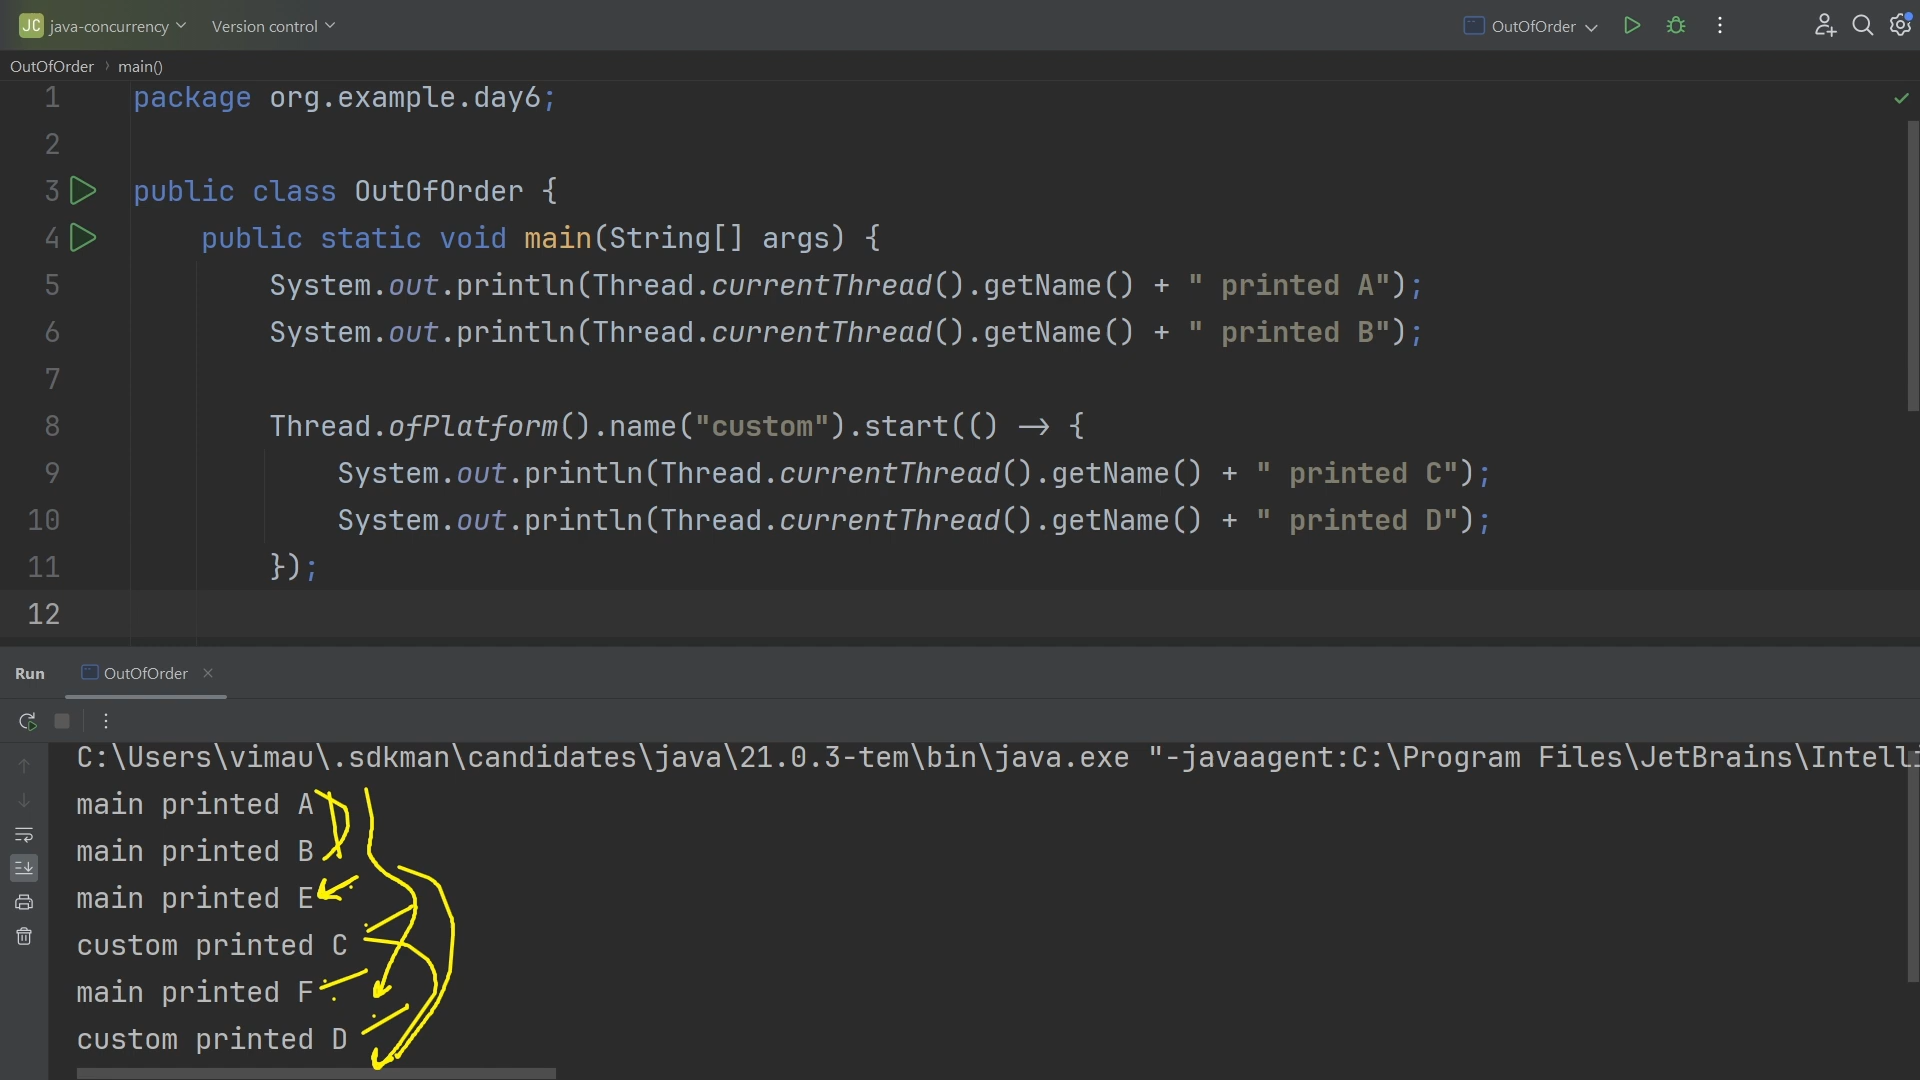 JC java-concurrency Version control OutOfOrder
OutOfOrder › main()
1 package org.example.day6;
2
3 public class OutOfOrder {
4 public static void main(String[] args) {
5 System.out.println(Thread.currentThread().getName() + " printed A");
6 System.out.println(Thread.currentThread().getName() + " printed B");
7
8 Thread.ofPlatform().name("custom").start(() → {
9 System.out.println(Thread.currentThread().getName() + " printed C");
10 System.out.println(Thread.currentThread().getName() + " printed D");
11 });
12
Run OutOfOrder ×
C:\Users\vimau\.sdkman\candidates\java\21.0.3-tem\bin\java.exe "-javaagent:C:\Program Files\JetBrains\Intelli
main printed A
main printed B
main printed E
custom printed C
main printed F
custom printed D